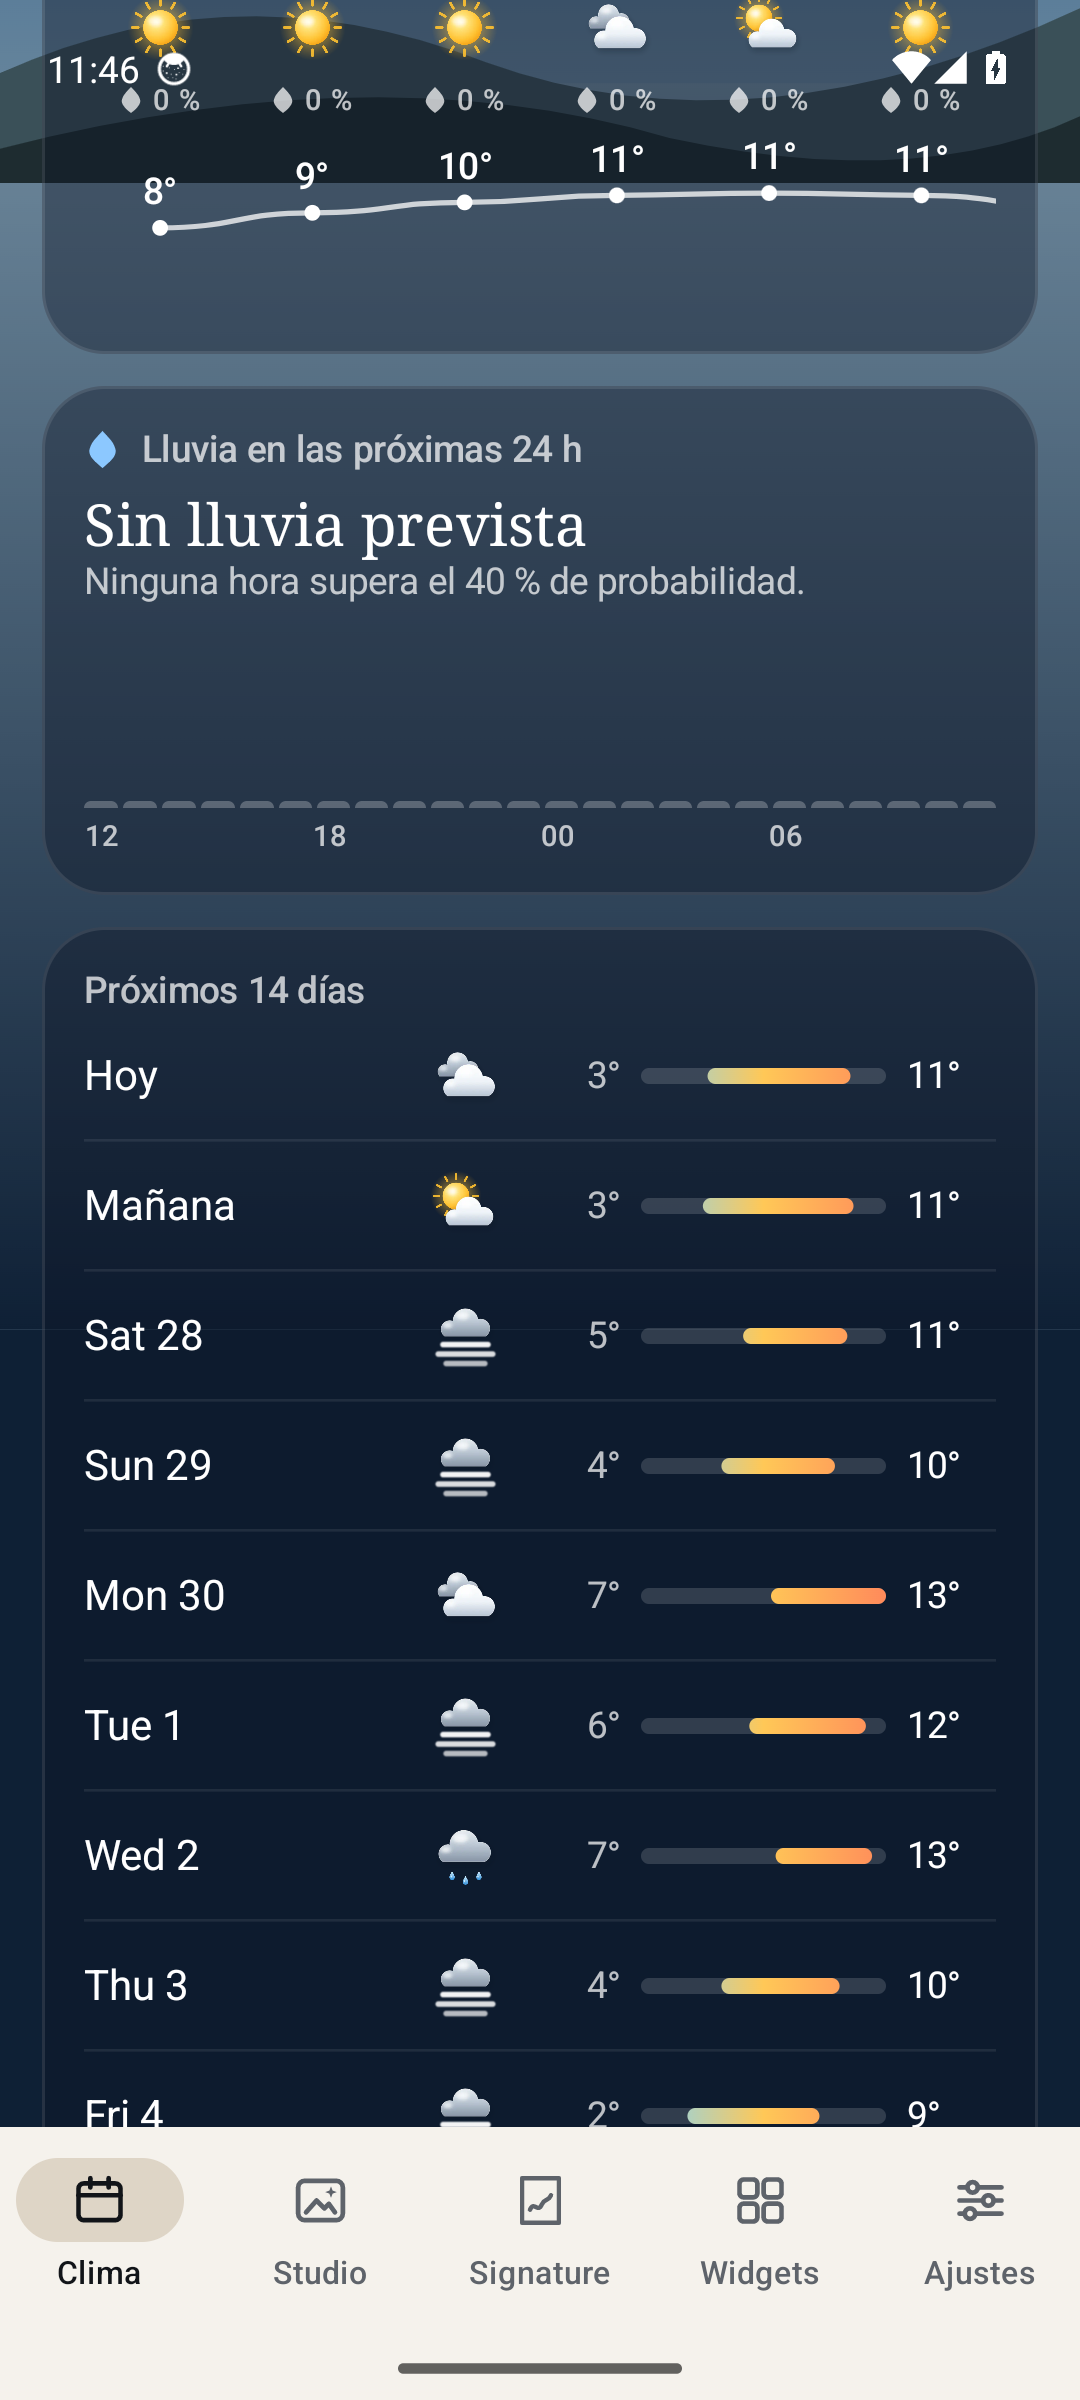 11:46
0 % 0 % 0 % 0 % 0 % 0 %
8° 9° 10° 11° 11° 11°
Lluvia en las próximas 24 h
Sin lluvia prevista
Ninguna hora supera el 40 % de probabilidad.
12 18 00 06
Próximos 14 días
Hoy 3° 11°
Mañana 3° 11°
Sat 28 5° 11°
Sun 29 4° 10°
Mon 30 7° 13°
Tue 1 6° 12°
Wed 2 7° 13°
Thu 3 4° 10°
Fri 4 2° 9°
Clima Studio Signature Widgets Ajustes